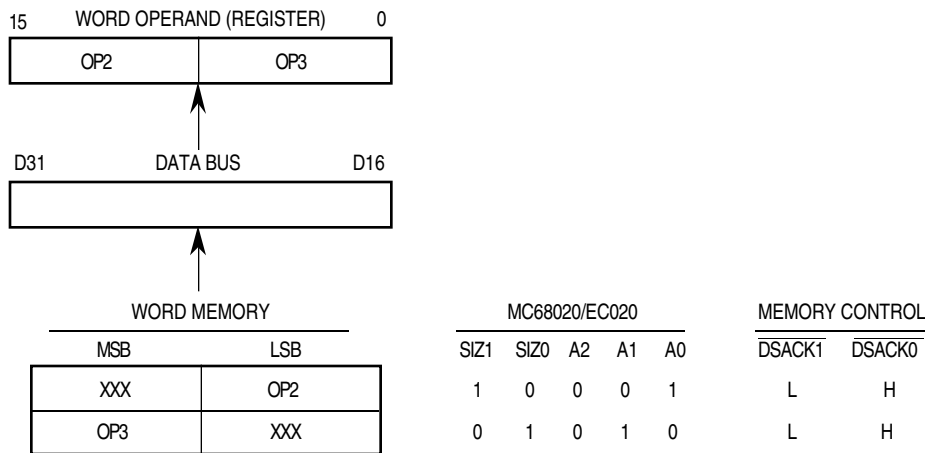 15 WORD OPERAND (REGISTER) 0
OP2 OP3
D31 DATA BUS D16
WORD MEMORY MC68020/EC020 MEMORY CONTROL
MSB LSB SIZ1 SIZ0 A2 A1 A0 DSACK1 DSACK0
XXX OP2 1 0 0 0 1 L H
OP3 XXX 0 1 0 1 0 L H